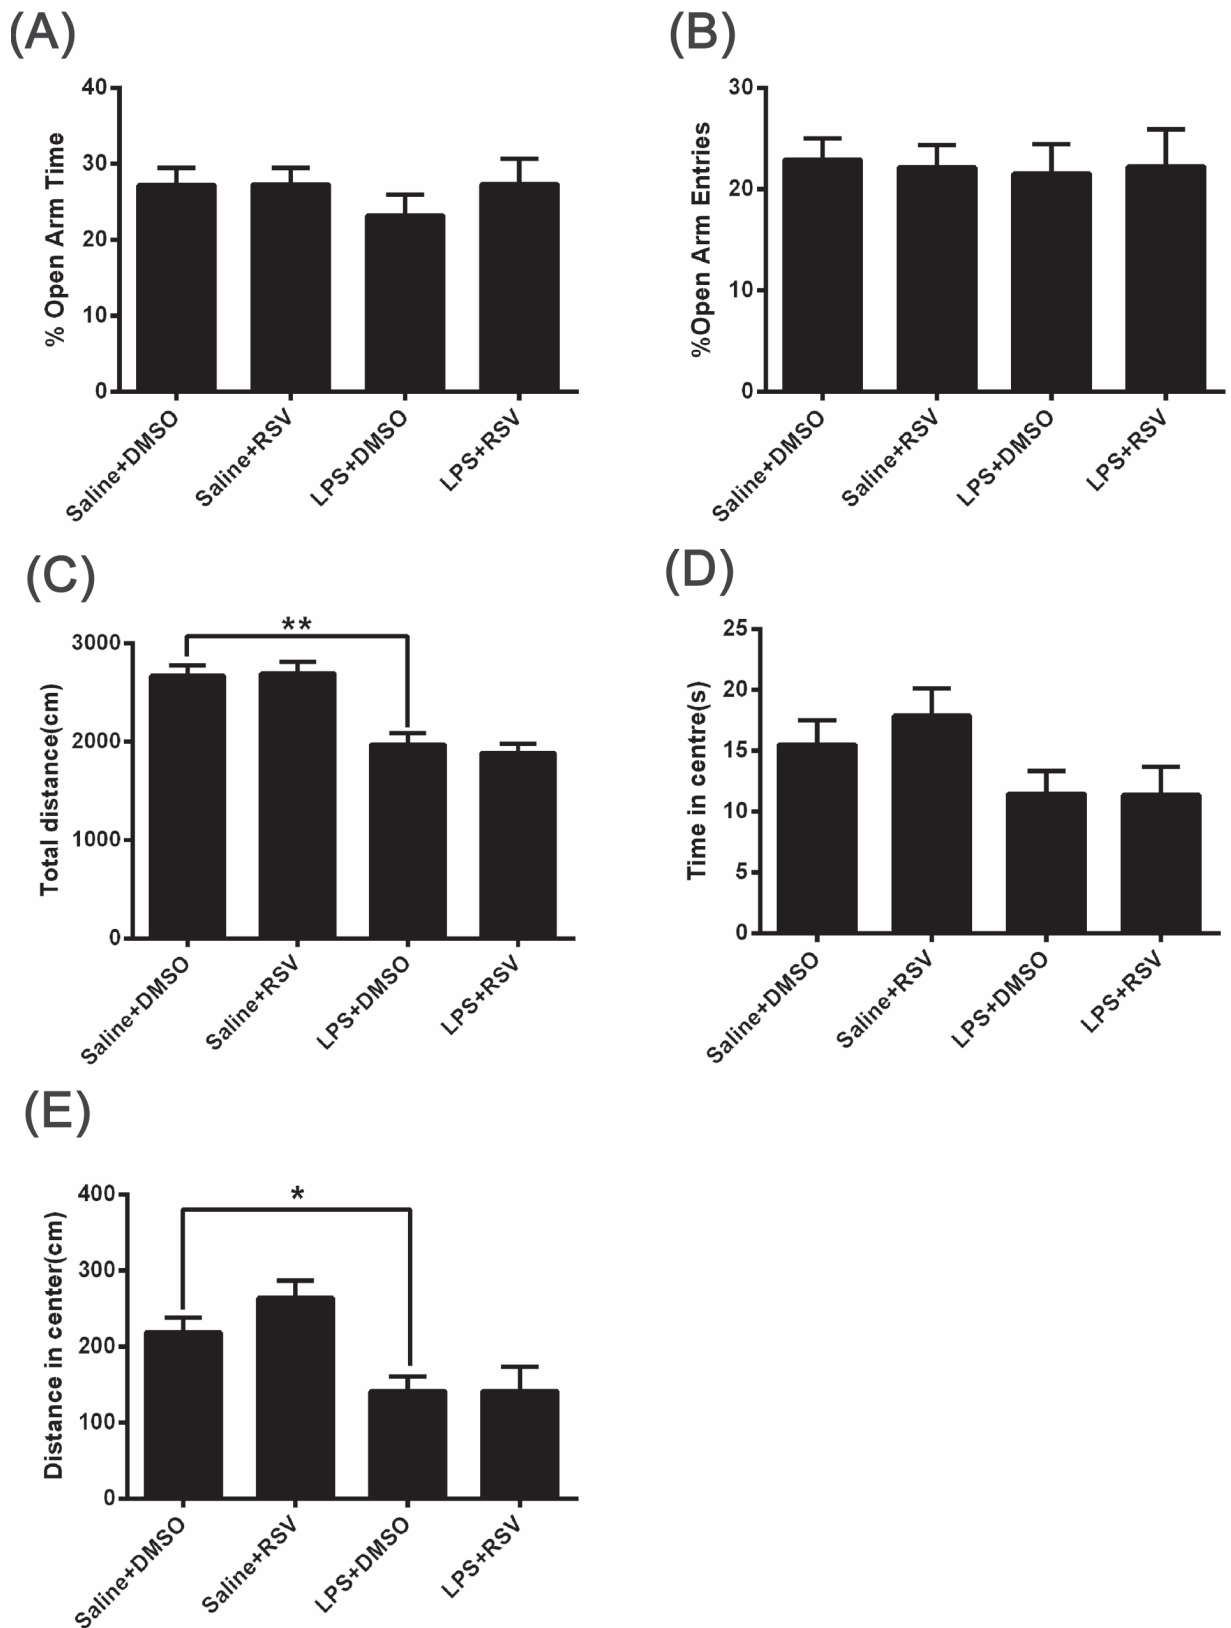 (A)
% Open Arm Time
40
30
20
10
0
Saline+DMSO
Saline+RSV
LPS+DMSO
LPS+RSV
(B)
%Open Arm Entries
30
20
10
0
Saline+DMSO
Saline+RSV
LPS+DMSO
LPS+RSV
(C)
Total distance(cm)
3000
2000
1000
0
**
Saline+DMSO
Saline+RSV
LPS+DMSO
LPS+RSV
(D)
Time in centre(s)
25
20
15
10
5
0
Saline+DMSO
Saline+RSV
LPS+DMSO
LPS+RSV
(E)
Distance in center(cm)
400
300
200
100
0
*
Saline+DMSO
Saline+RSV
LPS+DMSO
LPS+RSV